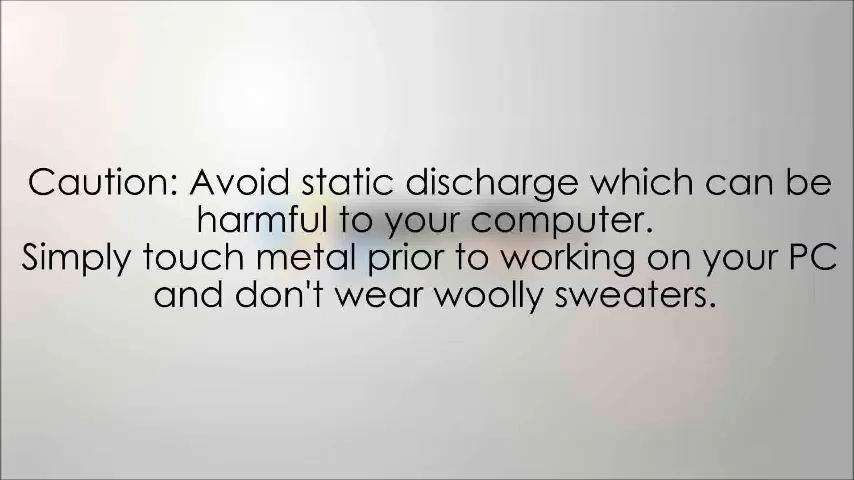 Caution: Avoid static discharge which can be
harmful to your computer.
Simply touch metal prior to working on your PC
and don't wear woolly sweaters.